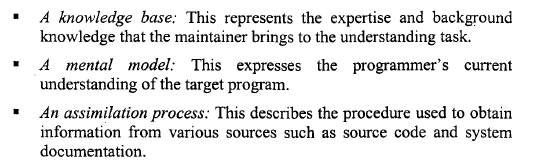 ▪ A knowledge base: This represents the expertise and background
knowledge that the maintainer brings to the understanding task.
▪ A mental model: This expresses the programmer's current
understanding of the target program.
▪ An assimilation process: This describes the procedure used to obtain
information from various sources such as source code and system
documentation.